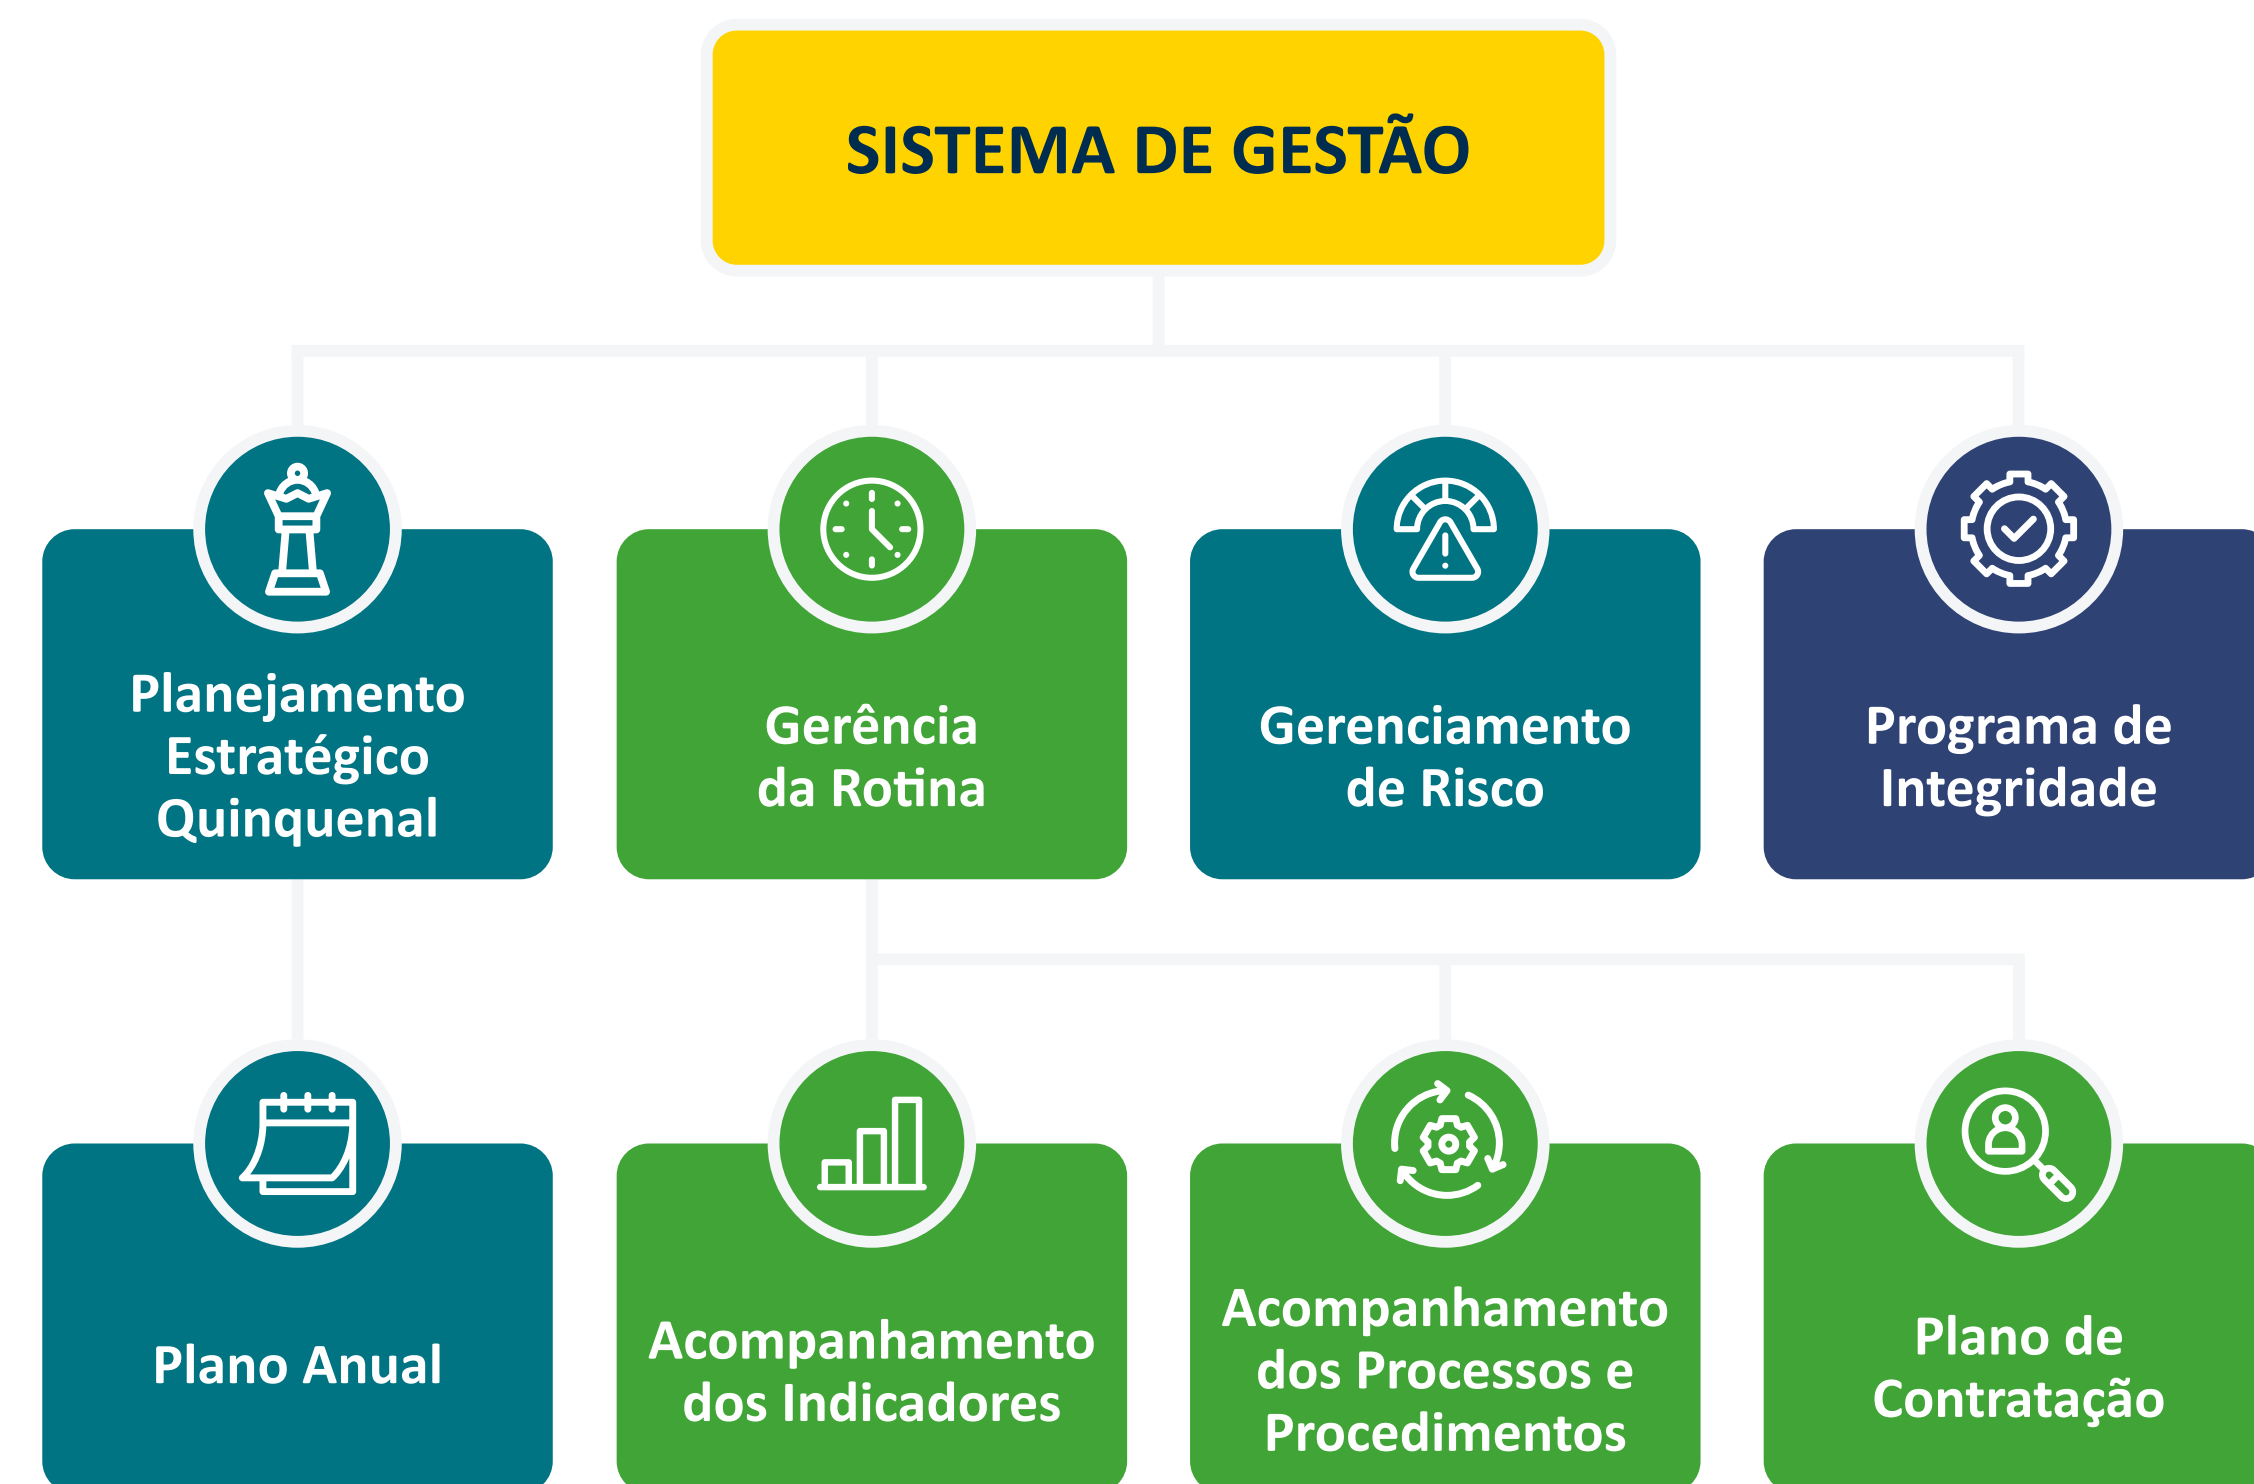 SISTEMA DE GESTÃO
Planejamento
Estratégico
Quinquenal
Gerência
da Rotina
Gerenciamento
de Risco
Programa de
Integridade
Plano Anual
Acompanhamento
dos Indicadores
Acompanhamento
dos Processos e
Procedimentos
Plano de
Contratação